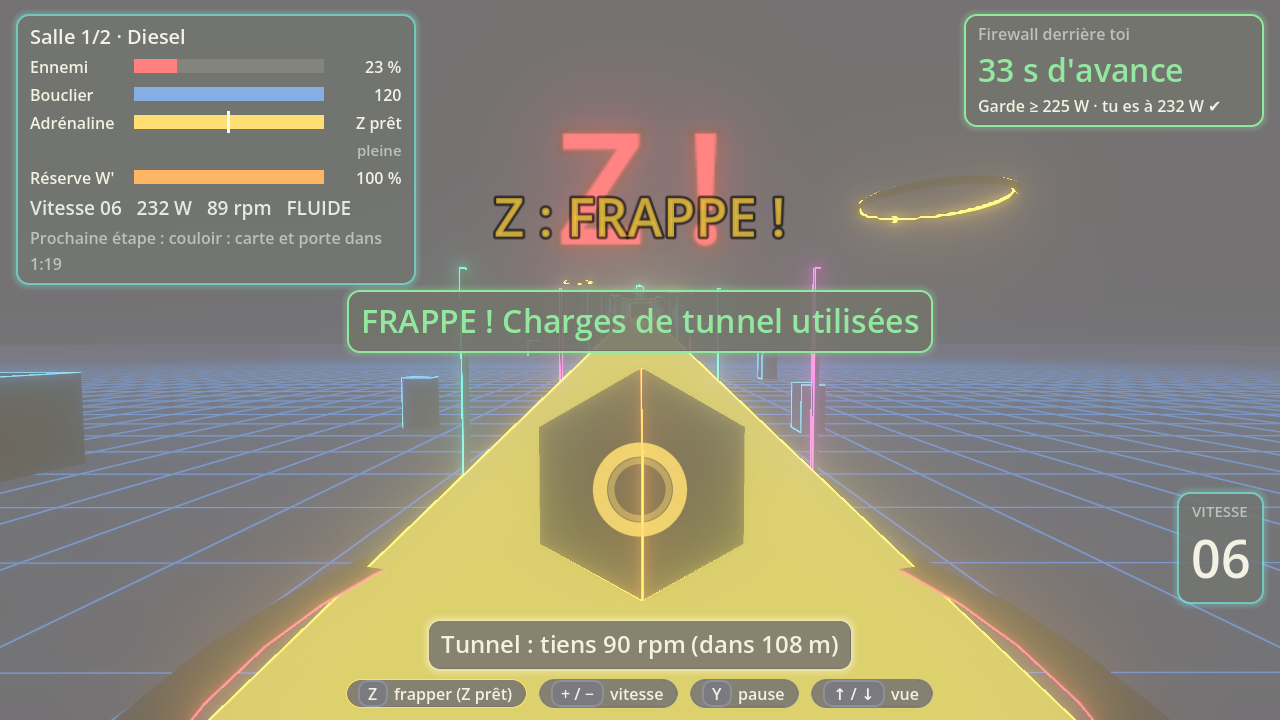 Salle 1/2 · Diesel
Ennemi 23 %
Bouclier 120
Adrénaline Z prêt
pleine
Réserve W' 100 %
Vitesse 06 232 W 89 rpm FLUIDE
Prochaine étape : couloir : carte et porte dans
1:19
Firewall derrière toi
33 s d'avance
Garde ≥ 225 W · tu es à 232 W ✔
Z !
Z : FRAPPE !
FRAPPE ! Charges de tunnel utilisées
VITESSE
06
Tunnel : tiens 90 rpm (dans 108 m)
Z frapper (Z prêt) + / − vitesse Y pause ↑ / ↓ vue